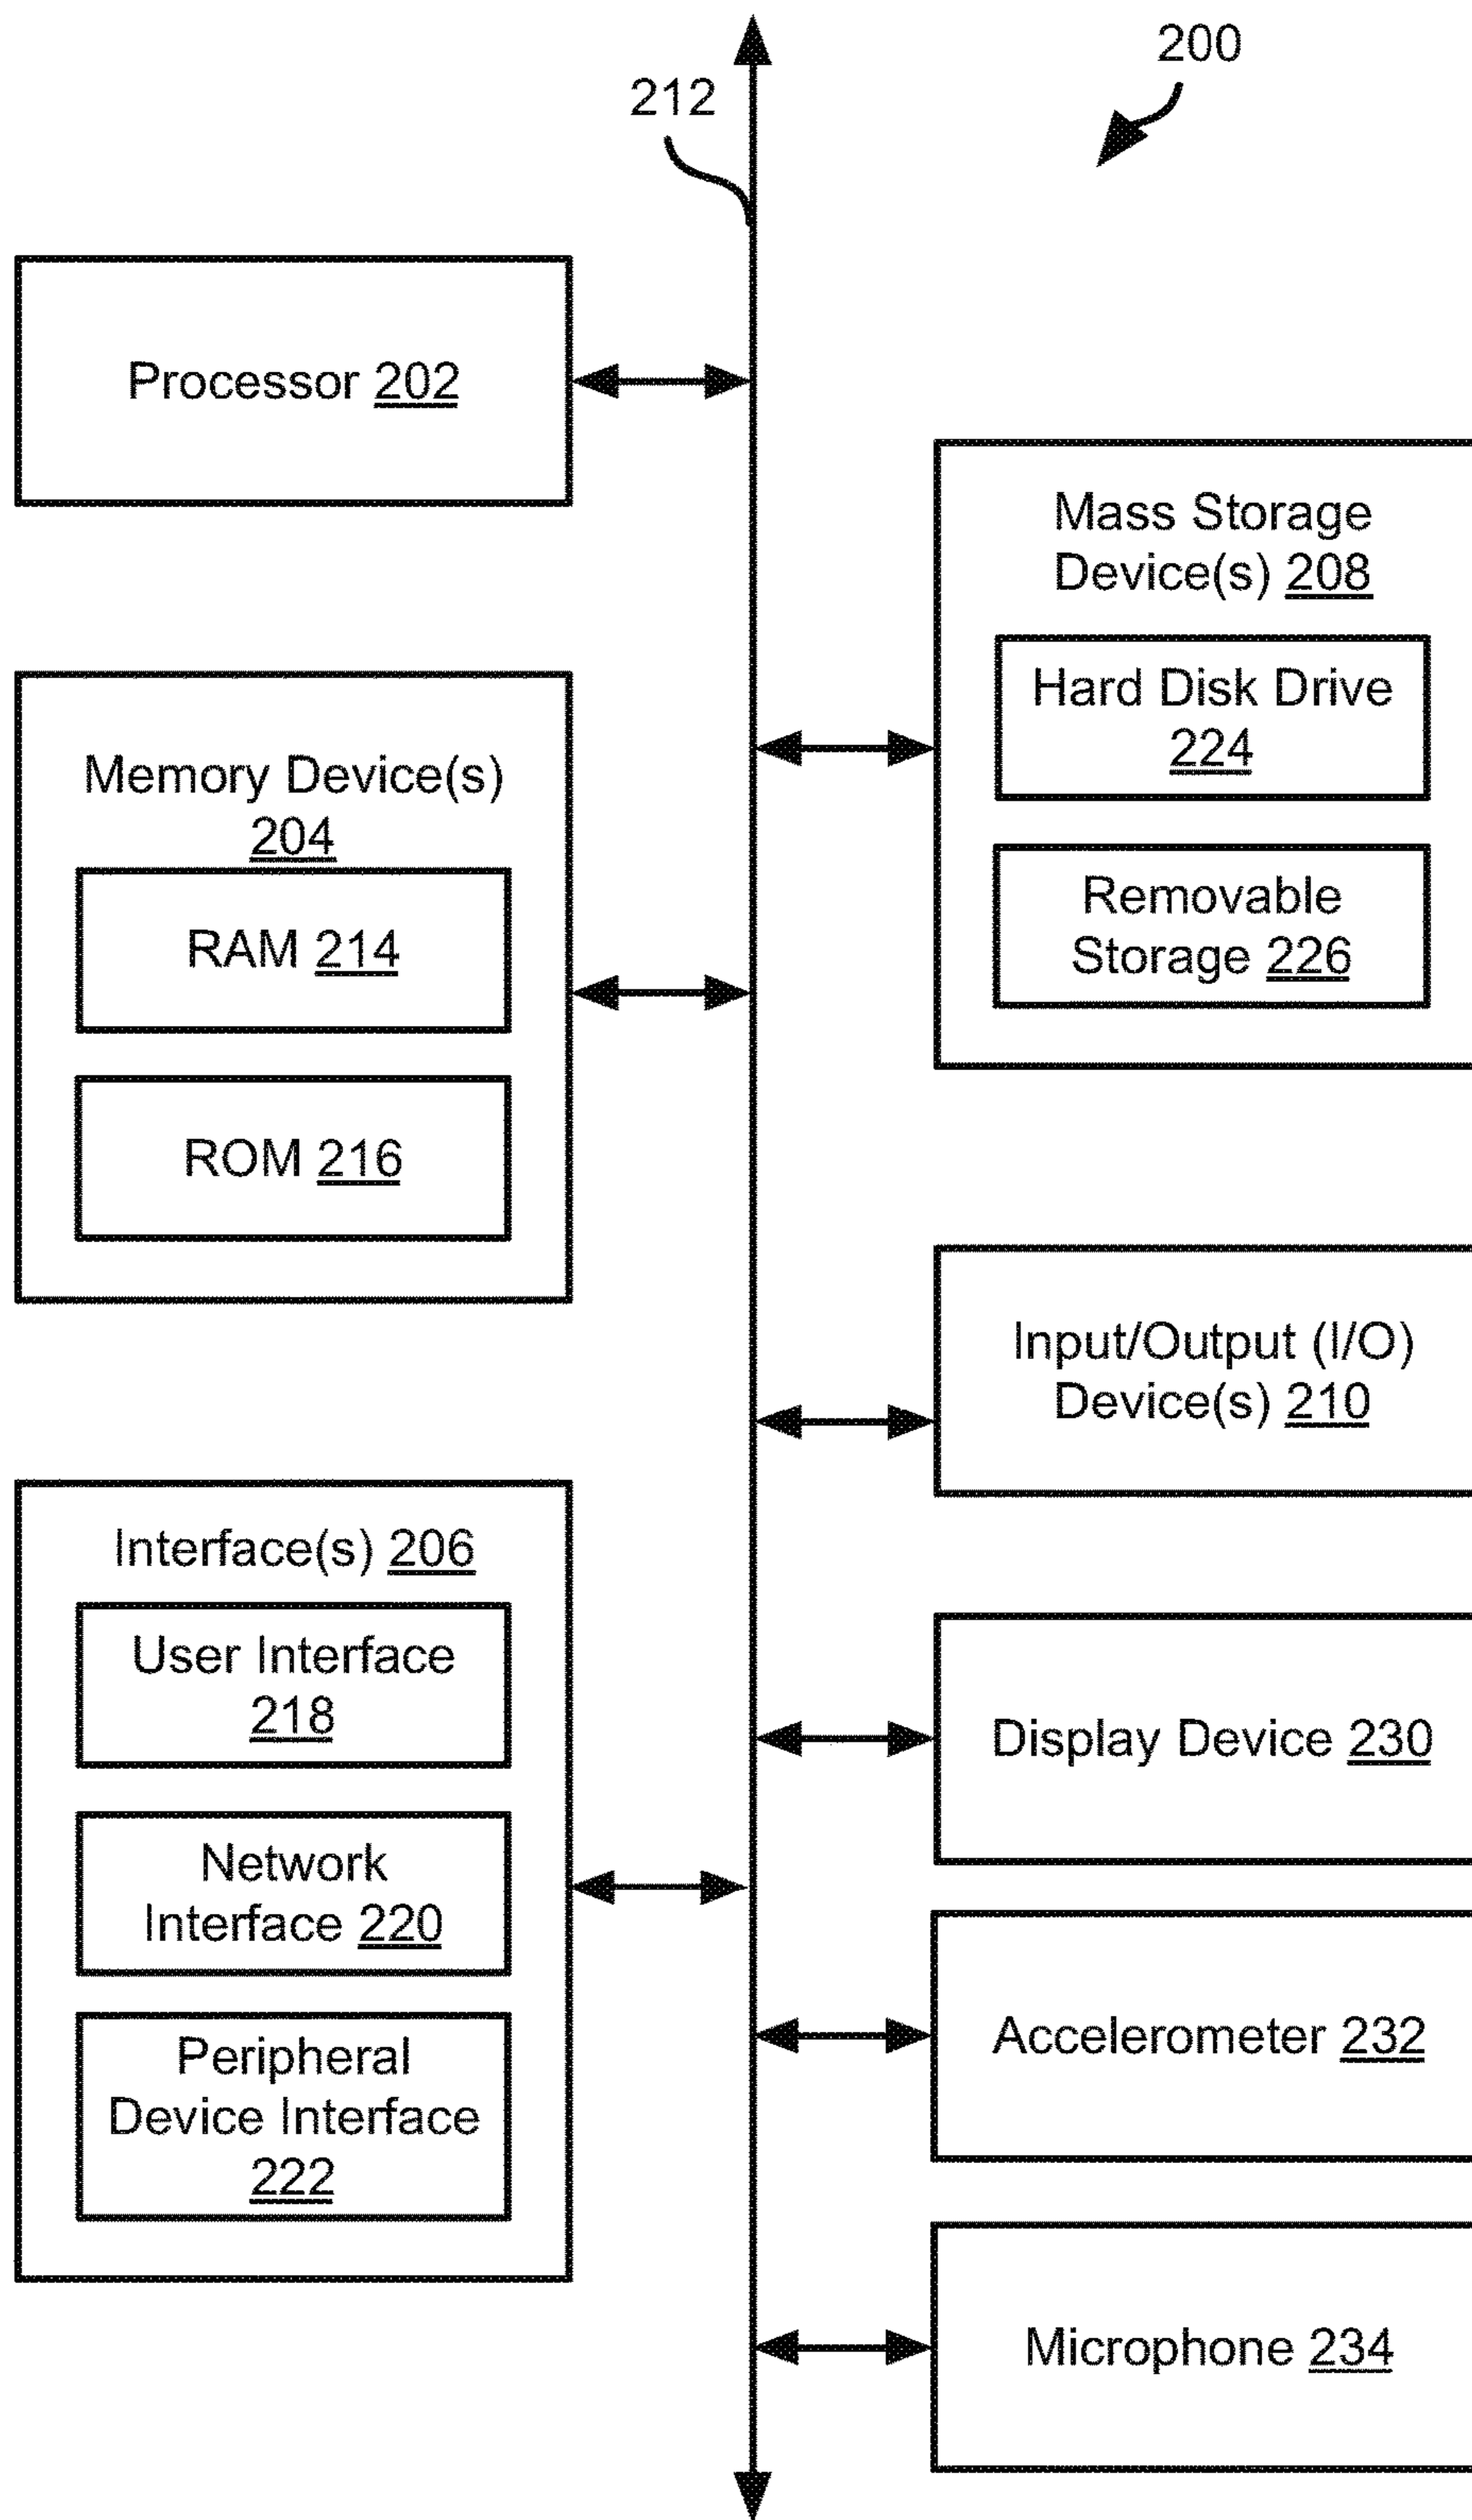 200
212
Processor 202
Mass Storage
Device(s) 208
Hard Disk Drive
224
Removable
Storage 226
Memory Device(s)
204
RAM 214
ROM 216
Input/Output (I/O)
Device(s) 210
Interface(s) 206
User Interface
218
Network
Interface 220
Peripheral
Device Interface
222
Display Device 230
Accelerometer 232
Microphone 234